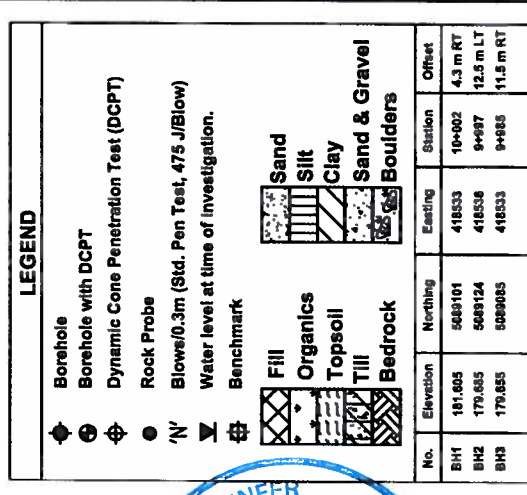 LEGEND
Borehole
Borehole with DCPT
Dynamic Cone Penetration Test (DCPT)
Rock Probe
'N' Blows/0.3m (Std. Pen Test, 475 J/Blow)
Water level at time of investigation.
Benchmark
Fill
Organics
Topsoil
Till
Bedrock
Sand
Silt
Clay
Sand & Gravel
Boulders
No. Elevation Northing Easting Station Offset
BH1 181.605 5089101 418533 10+002 4.3 m RT
BH2 179.685 5089124 418538 9+997 12.5 m LT
BH3 179.655 5089085 418533 9+985 11.5 m RT